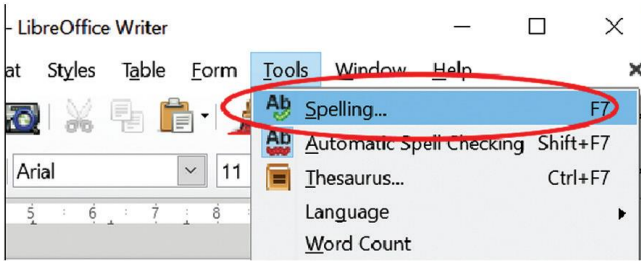 - LibreOffice Writer
at Styles Table Form Tools Window Help
Spelling... F7
Automatic Spell Checking Shift+F7
Arial 11
Thesaurus... Ctrl+F7
5 6 7 8
Language
Word Count